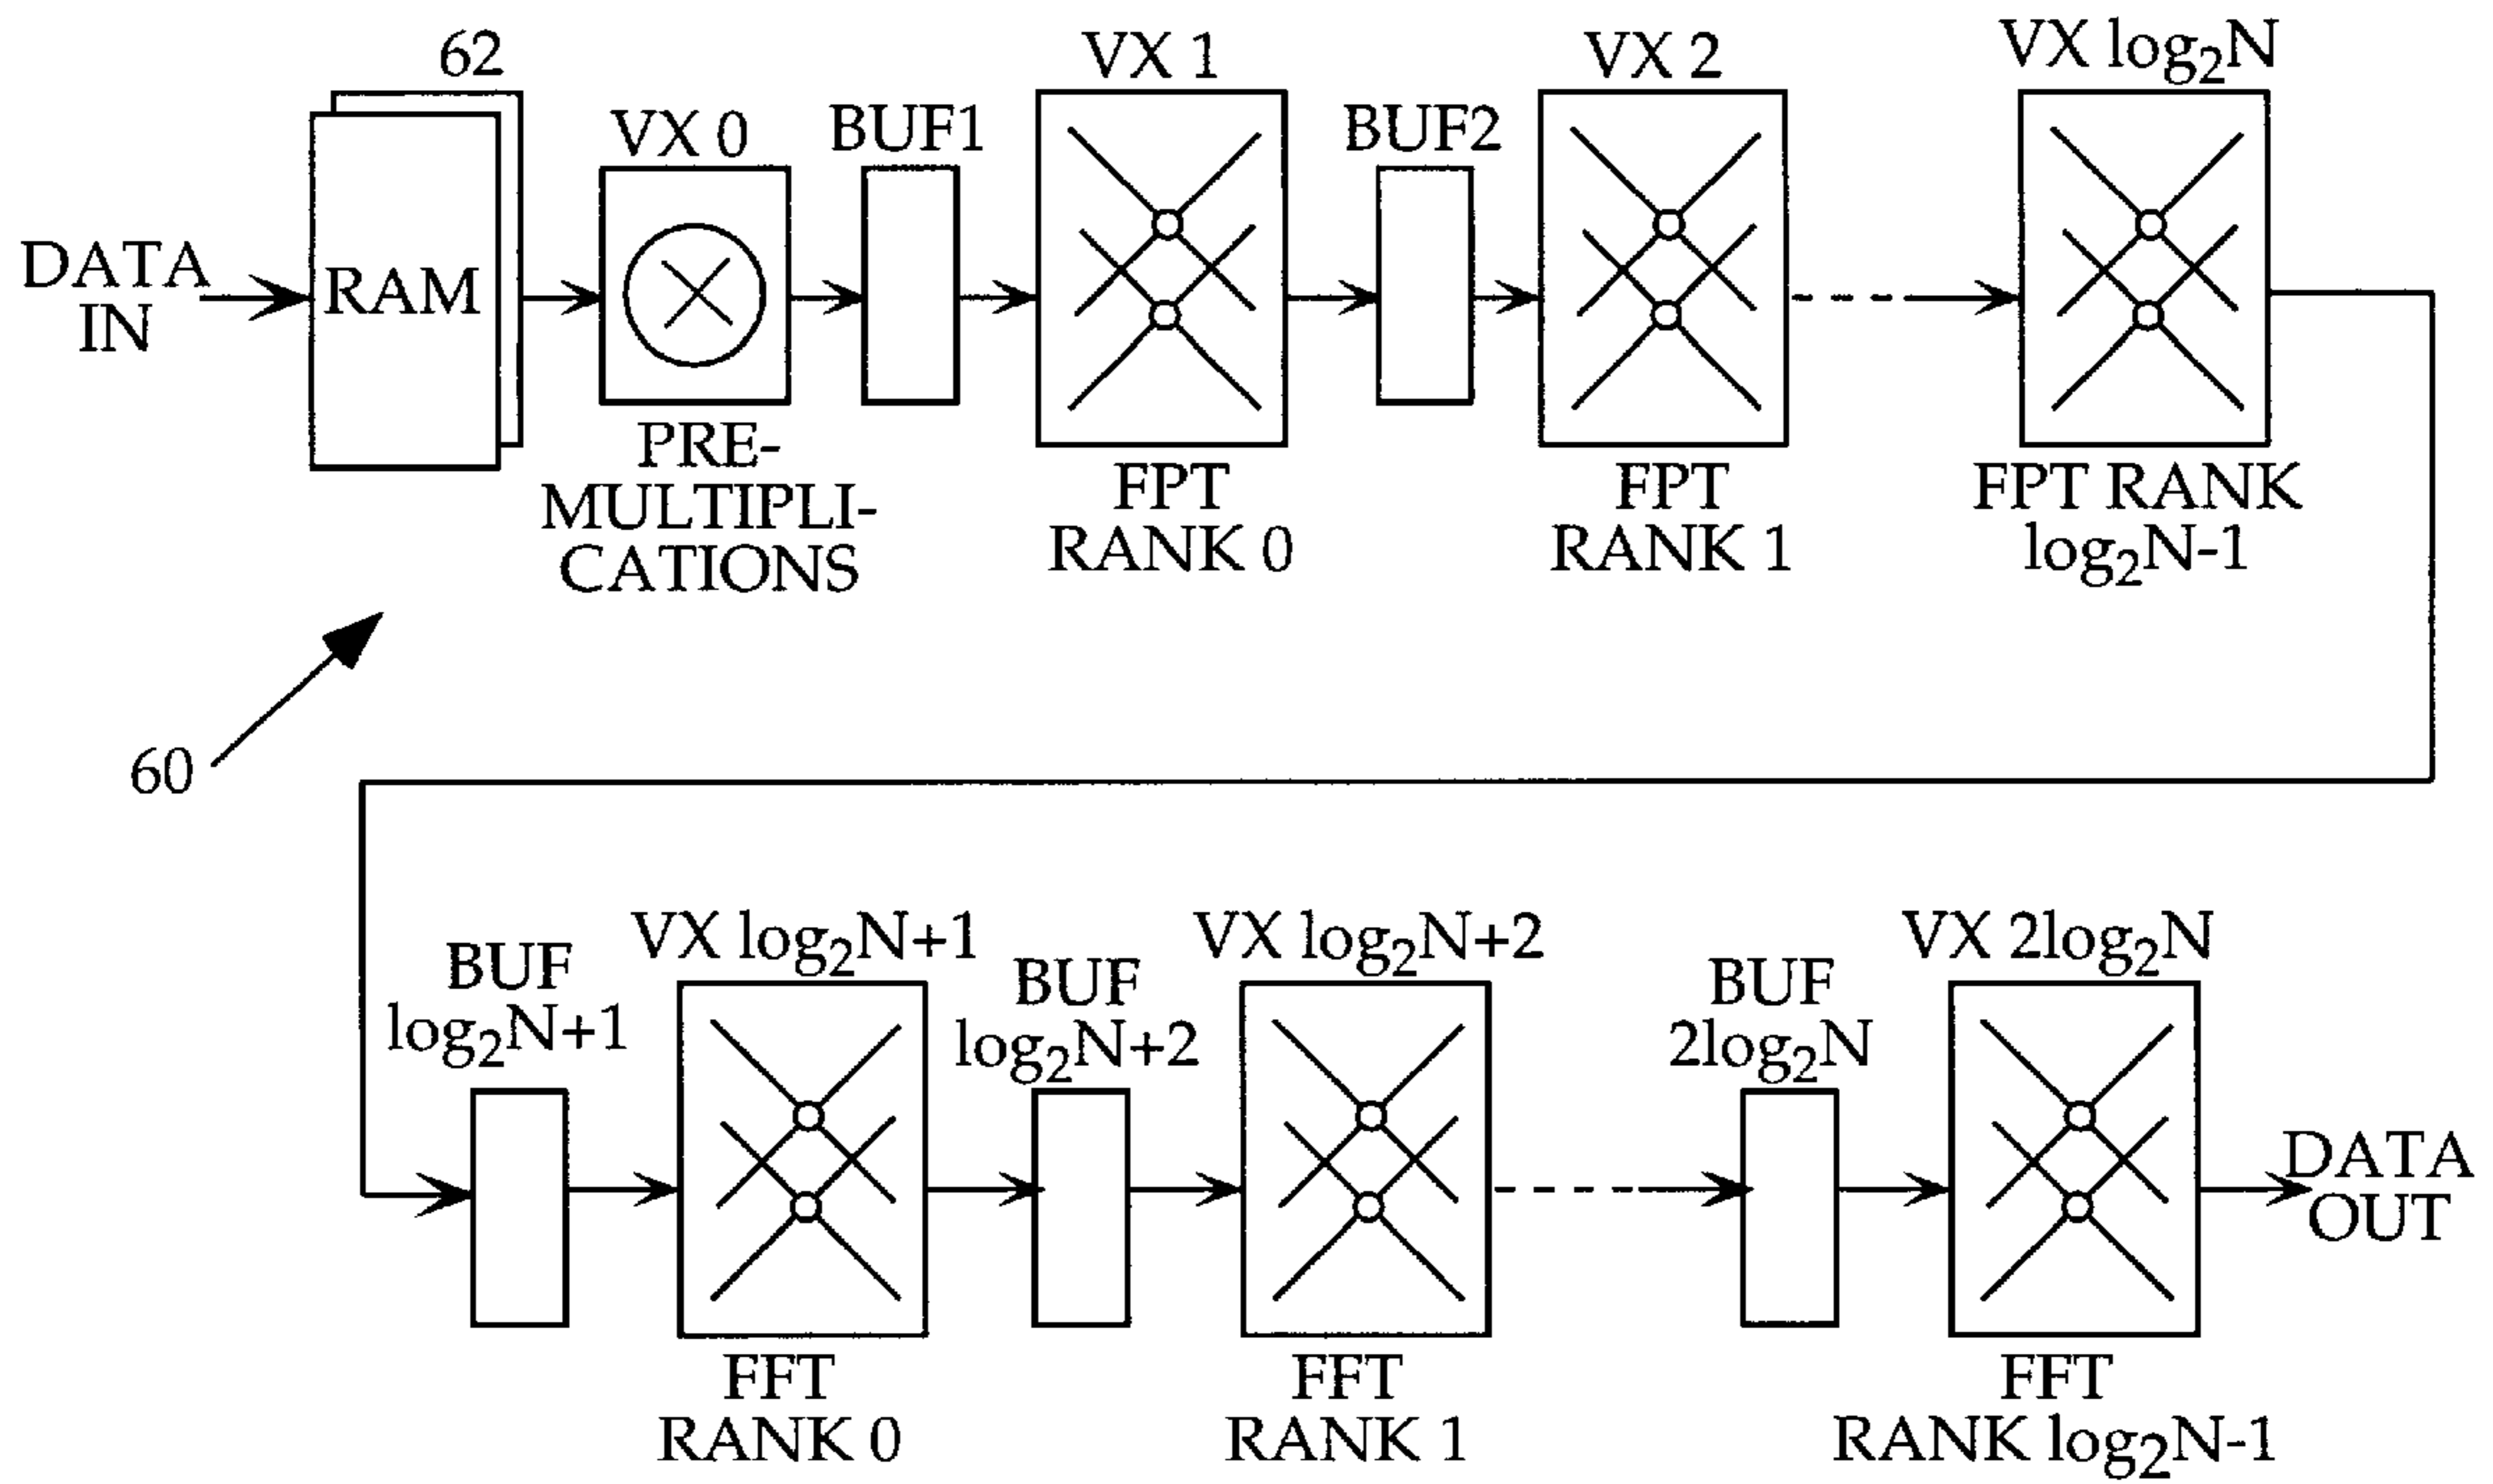 62
VX 0
BUF1
VX 1
BUF2
VX 2
VX log₂N
DATA
IN
RAM
PRE-
MULTIPLI-
CATIONS
FPT
RANK 0
FPT
RANK 1
FPT RANK
log₂N-1
60
BUF
log₂N+1
VX log₂N+1
BUF
log₂N+2
VX log₂N+2
BUF
2log₂N
VX 2log₂N
DATA
OUT
FFT
RANK 0
FFT
RANK 1
FFT
RANK log₂N-1